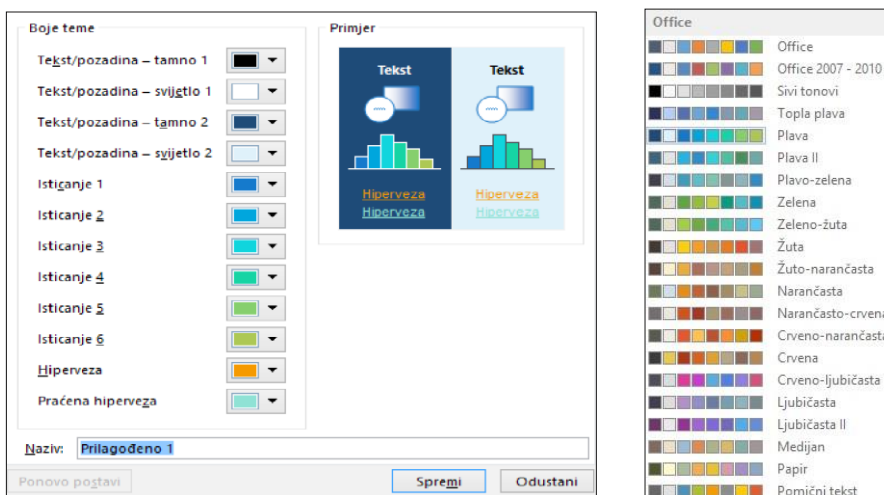 Boje teme
Tekst/pozadina – tamno 1
Tekst/pozadina – svijetlo 1
Tekst/pozadina – tamno 2
Tekst/pozadina – svijetlo 2
Isticanje 1
Isticanje 2
Isticanje 3
Isticanje 4
Isticanje 5
Isticanje 6
Hiperveza
Praćena hiperveza
Primjer
Tekst Tekst
Hiperveza Hiperveza
Hiperveza Hiperveza
Naziv: Prilagođeno 1
Ponovo postavi Spremi Odustani
Office
Office
Office 2007 - 2010
Sivi tonovi
Topla plava
Plava
Plava II
Plavo-zelena
Zelena
Zeleno-žuta
Žuta
Žuto-narančasta
Narančasta
Narančasto-crvena
Crveno-narančasta
Crvena
Crveno-ljubičasta
Ljubičasta
Ljubičasta II
Medijan
Papir
Pomični tekst